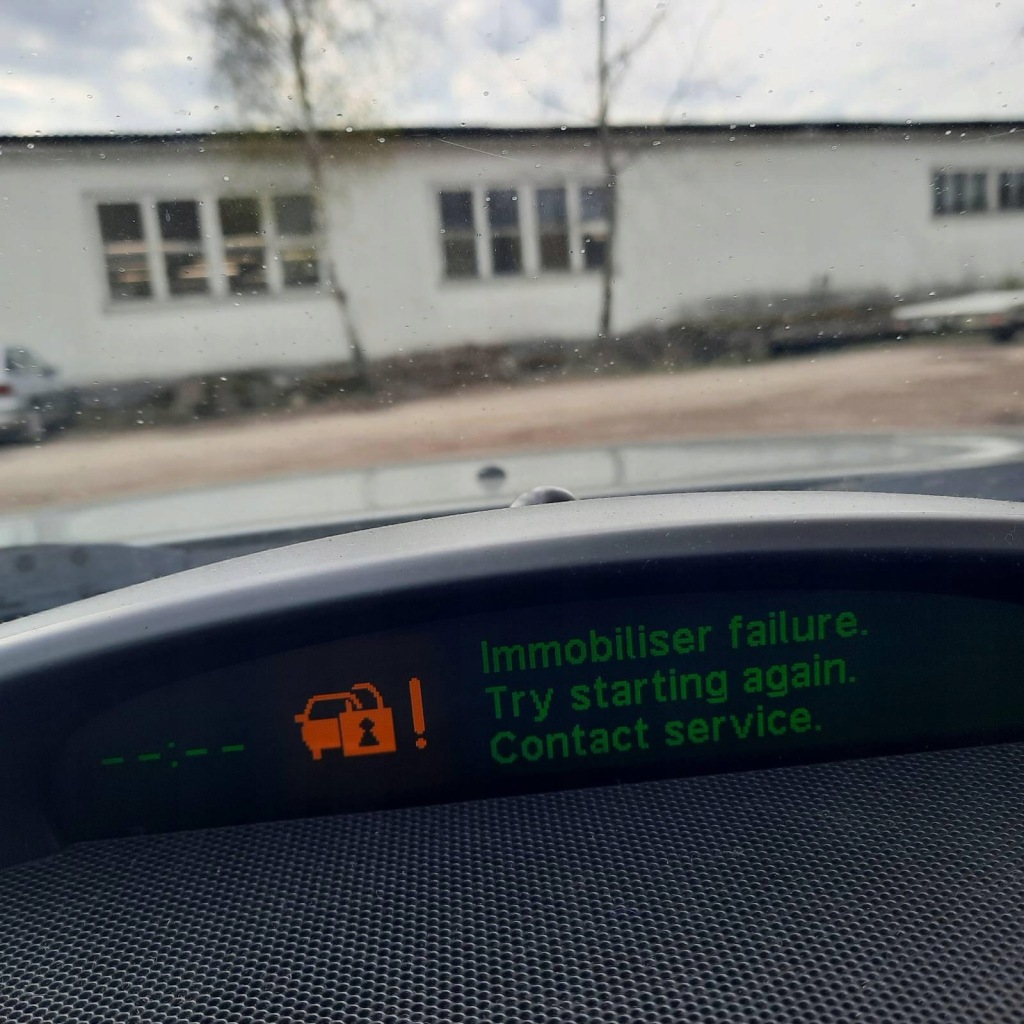 --:--
Immobiliser failure.
Try starting again.
Contact service.